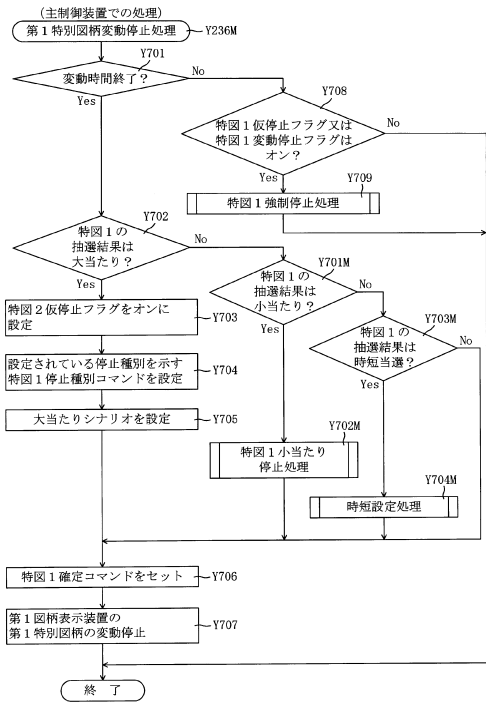 (主制御装置での処理)
第1特別図柄変動停止処理
Y236M
Y701
変動時間終了?
No
Yes
Y708
特図1仮停止フラグ又は
特図1変動停止フラグは
オン?
No
Yes
Y709
特図1強制停止処理
Y702
特図1の
抽選結果は
大当たり?
No
Yes
Y701M
特図1の
抽選結果は
小当たり?
No
Yes
Y703M
特図1の
抽選結果は
時短当選?
No
Yes
特図2仮停止フラグをオンに
設定
Y703
設定されている停止種別を示す
特図1停止種別コマンドを設定
Y704
大当たりシナリオを設定
Y705
Y702M
特図1小当たり
停止処理
Y704M
時短設定処理
特図1確定コマンドをセット
Y706
第1図柄表示装置の
第1特別図柄の変動停止
Y707
終 了